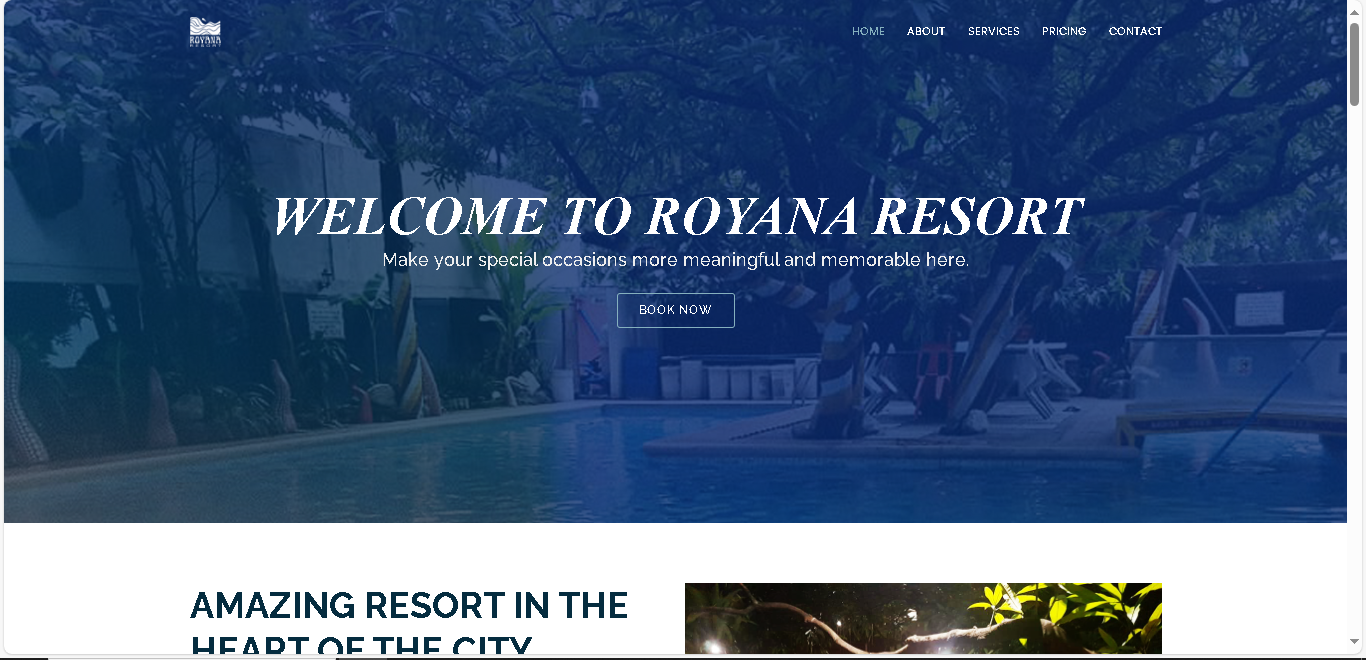 ROYANA
RESORT
HOME ABOUT SERVICES PRICING CONTACT
WELCOME TO ROYANA RESORT
Make your special occasions more meaningful and memorable here.
BOOK NOW
AMAZING RESORT IN THE
HEART OF THE CITY